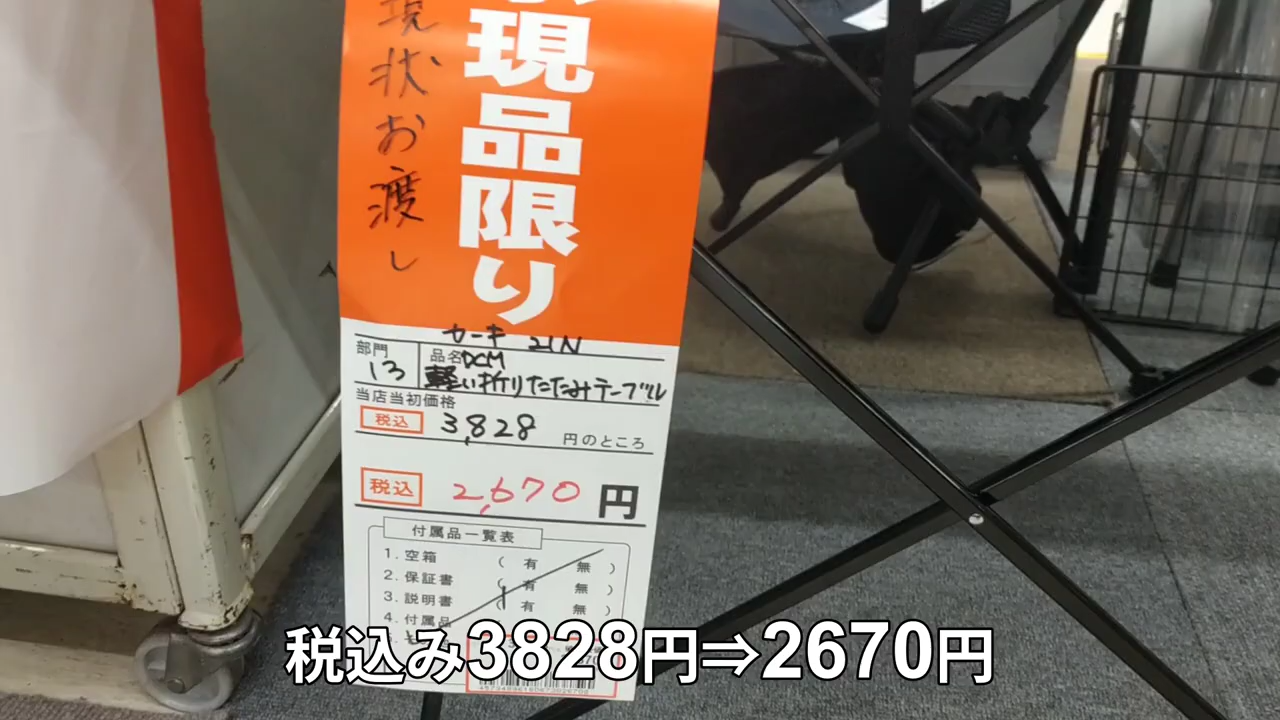 現品限り
現状お渡し
カーキ 21N
部門 13
品名 DCM
軽い折りたたみテーブル
当店当初価格
税込 3,828 円のところ
税込 2,670 円
付属品一覧表
1. 空箱 ( 有 無 )
2. 保証書 ( 有 無 )
3. 説明書 ( 有 無 )
4. 付属品
税込み3828円⇒2670円